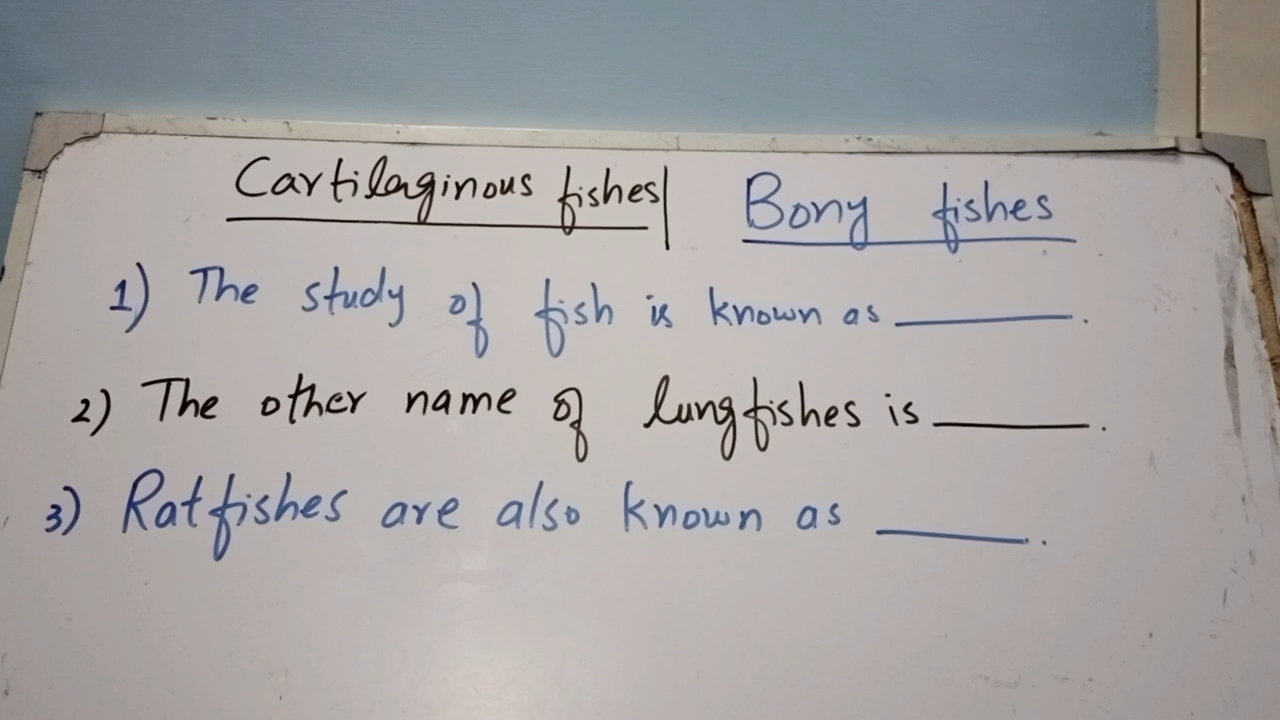 Cartilaginous fishes| Bony fishes
1) The study of fish is known as ______.
2) The other name of lungfishes is ______.
3) Ratfishes are also known as ______.